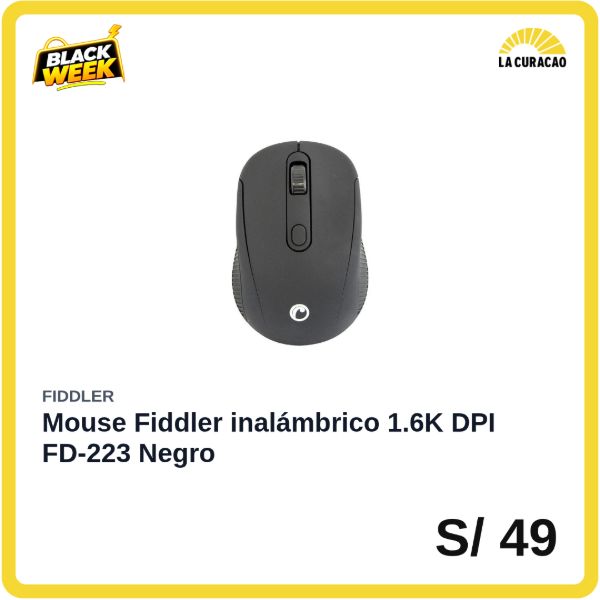 BLACK
WEEK
LA CURACAO
FIDDLER
Mouse Fiddler inalámbrico 1.6K DPI
FD-223 Negro
S/ 49